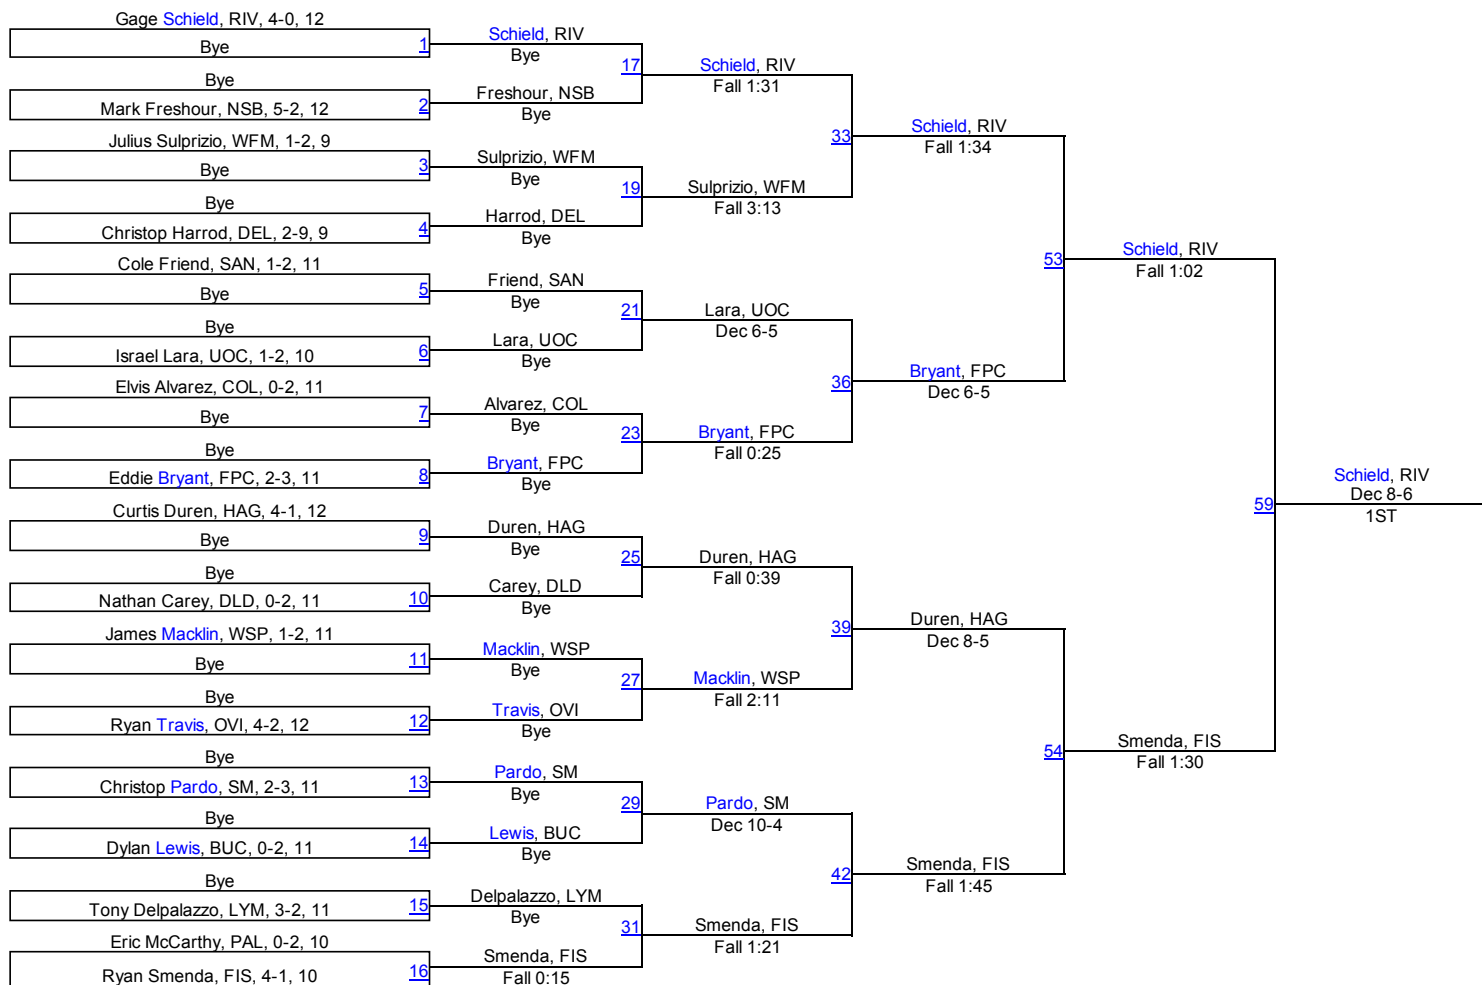 Gage Schield, RIV, 4-0, 12
Bye
1
Bye
Mark Freshour, NSB, 5-2, 12
2
Julius Sulprizio, WFM, 1-2, 9
Bye
3
Bye
Christop Harrod, DEL, 2-9, 9
4
Cole Friend, SAN, 1-2, 11
Bye
5
Bye
Israel Lara, UOC, 1-2, 10
6
Elvis Alvarez, COL, 0-2, 11
Bye
7
Bye
Eddie Bryant, FPC, 2-3, 11
8
Curtis Duren, HAG, 4-1, 12
Bye
9
Bye
Nathan Carey, DLD, 0-2, 11
10
James Macklin, WSP, 1-2, 11
Bye
11
Bye
Ryan Travis, OVI, 4-2, 12
12
Bye
Christop Pardo, SM, 2-3, 11
13
Bye
Dylan Lewis, BUC, 0-2, 11
14
Bye
Tony Delpalazzo, LYM, 3-2, 11
15
Eric McCarthy, PAL, 0-2, 10
Ryan Smenda, FIS, 4-1, 10
16
Schield, RIV
Bye
17
Freshour, NSB
Bye
Sulprizio, WFM
Bye
19
Harrod, DEL
Bye
Friend, SAN
Bye
21
Lara, UOC
Bye
Alvarez, COL
Bye
23
Bryant, FPC
Bye
Duren, HAG
Bye
25
Carey, DLD
Bye
Macklin, WSP
Bye
27
Travis, OVI
Bye
Pardo, SM
Bye
29
Lewis, BUC
Bye
Delpalazzo, LYM
Bye
31
Smenda, FIS
Fall 0:15
Schield, RIV
Fall 1:31
33
Sulprizio, WFM
Fall 3:13
Lara, UOC
Dec 6-5
36
Bryant, FPC
Fall 0:25
Duren, HAG
Fall 0:39
39
Macklin, WSP
Fall 2:11
Pardo, SM
Dec 10-4
42
Smenda, FIS
Fall 1:21
Schield, RIV
Fall 1:34
53
Bryant, FPC
Dec 6-5
Duren, HAG
Dec 8-5
54
Smenda, FIS
Fall 1:45
Schield, RIV
Fall 1:02
59
Smenda, FIS
Fall 1:30
Schield, RIV
Dec 8-6
1ST